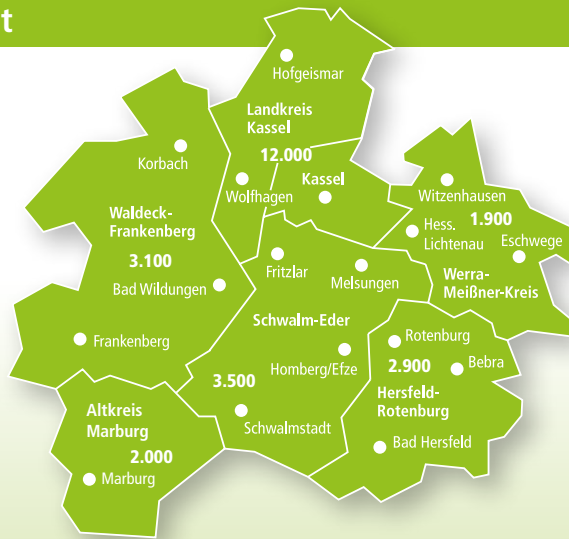 t
Hofgeismar
Landkreis
Kassel
12.000
Korbach
Wolfhagen
Kassel
Witzenhausen
1.900
Hess.
Lichtenau
Eschwege
Werra-
Meißner-Kreis
Waldeck-
Frankenberg
3.100
Bad Wildungen
Frankenberg
Fritzlar
Melsungen
Schwalm-Eder
Homberg/Efze
3.500
Schwalmstadt
Rotenburg
2.900
Bebra
Hersfeld-
Rotenburg
Bad Hersfeld
Altkreis
Marburg
2.000
Marburg